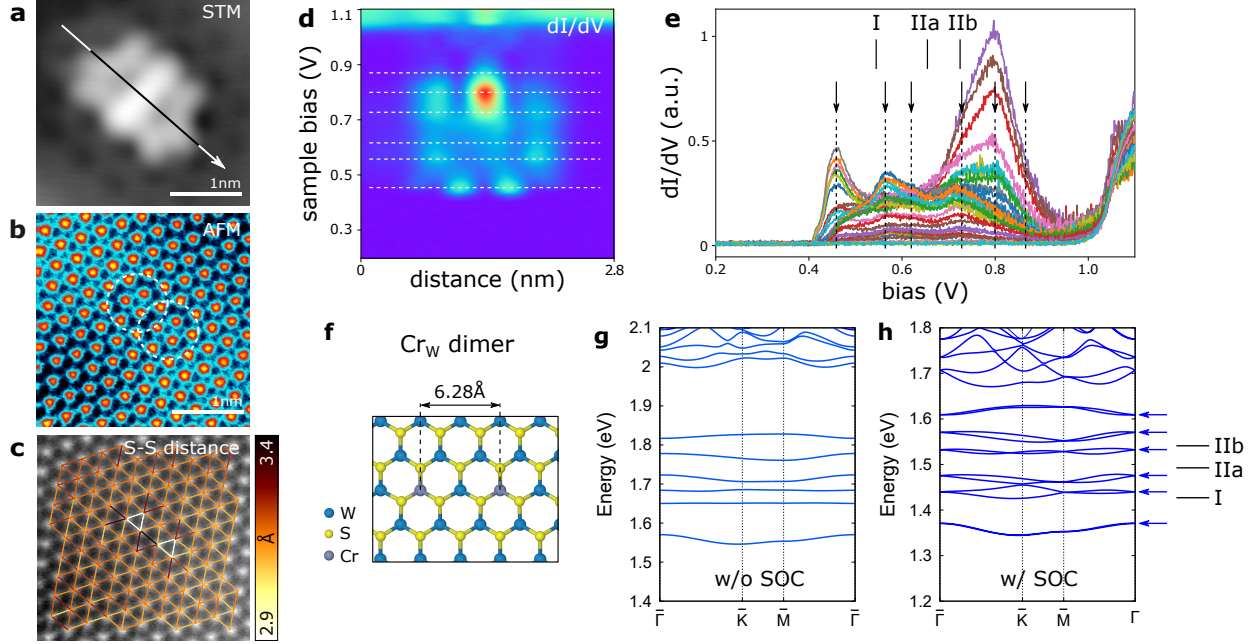 a
STM
1nm
b
AFM
1nm
c
S-S distance
3.4
Å
2.9
d
dI/dV
sample bias (V)
1.1
0.9
0.7
0.5
0.3
0
2.8
distance (nm)
e
I
IIa
IIb
dI/dV (a.u.)
1
0.5
0
0.2
0.4
0.6
0.8
1.0
bias (V)
f
CrW dimer
6.28Å
W
S
Cr
g
Energy (eV)
2.1
2
1.9
1.8
1.7
1.6
1.5
1.4
w/o SOC
Γ̄
K̄
M̄
Γ̄
h
Energy (eV)
1.8
1.7
1.6
1.5
1.4
1.3
1.2
w/ SOC
Γ̄
K̄
M̄
Γ
IIb
IIa
I